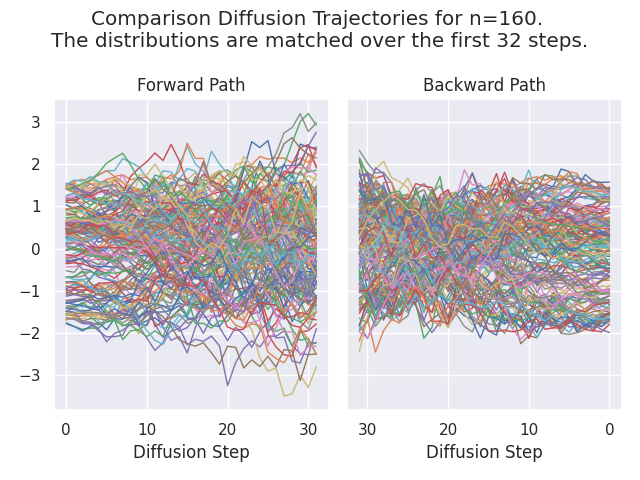 Comparison Diffusion Trajectories for n=160.
The distributions are matched over the first 32 steps.
Forward Path
Backward Path
3
2
1
0
−1
−2
−3
0 10 20 30
30 20 10 0
Diffusion Step
Diffusion Step